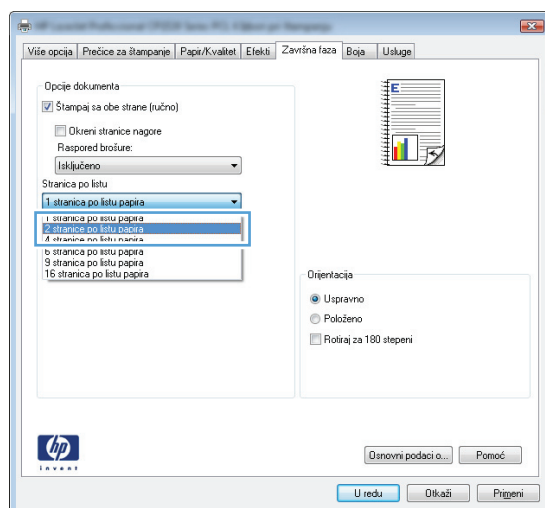 Više opcija Prečice za štampanje Papir/Kvalitet Efekti Završna faza Boja Usluge
Opcije dokumenta
Štampaj sa obe strane (ručno)
Okreni stranice nagore
Raspored brošure:
Isključeno
Stranica po listu
1 stranica po listu papira
1 stranica po listu papira
2 stranice po listu papira
4 stranice po listu papira
6 stranica po listu papira
9 stranica po listu papira
16 stranica po listu papira
E
Orijentacija
Uspravno
Položeno
Rotiraj za 180 stepeni
hp
invent
Osnovni podaci o... Pomoć
U redu Otkaži Primeni